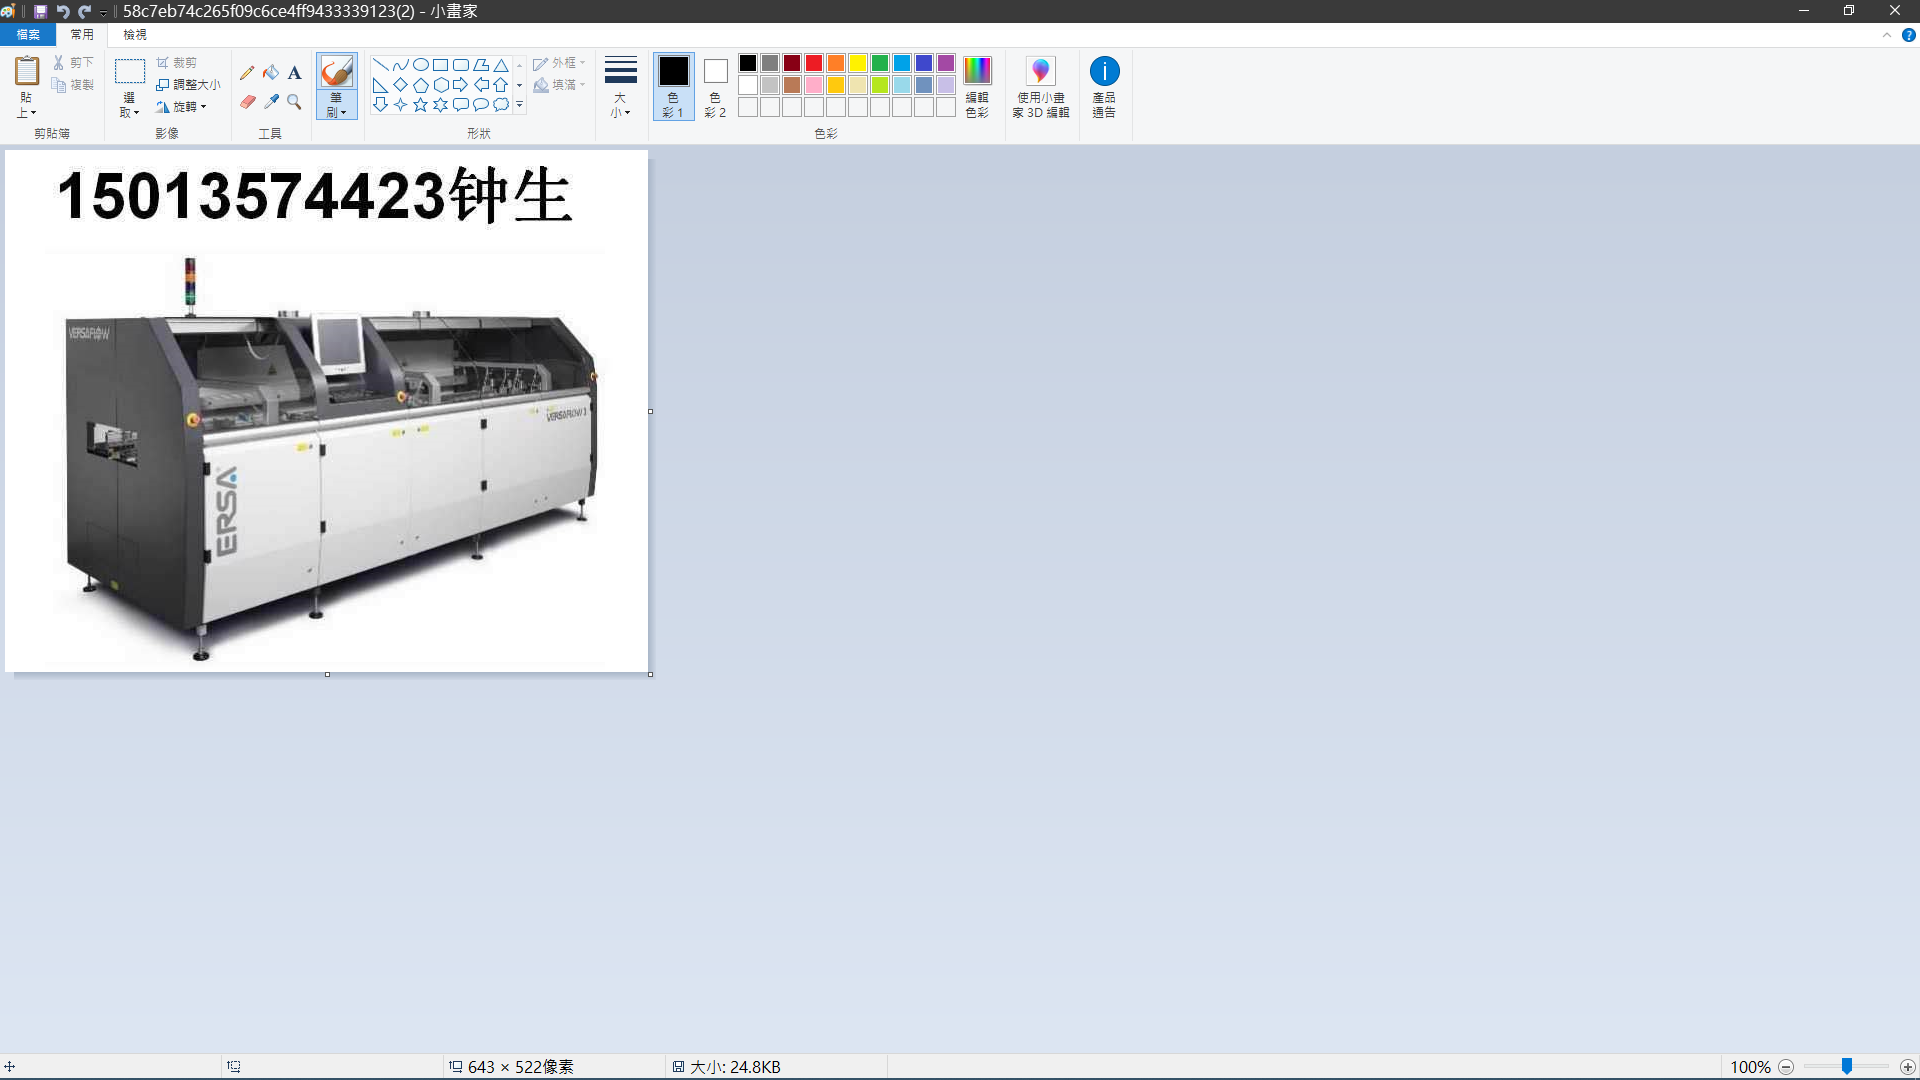 58c7eb74c265f09c6ce4ff9433339123(2) - 小畫家
檔案 常用 檢視
貼上
剪下
複製
剪貼簿
選取
裁剪
調整大小
旋轉
影像
A
工具
筆刷
形狀
外框
填滿
大小
色彩 1
色彩 2
編輯色彩
色彩
使用小畫家 3D 編輯
產品通告
15013574423钟生
VERSAFLOW
VERSAFLOW 3
ERSA
643 × 522像素
大小: 24.8KB
100%